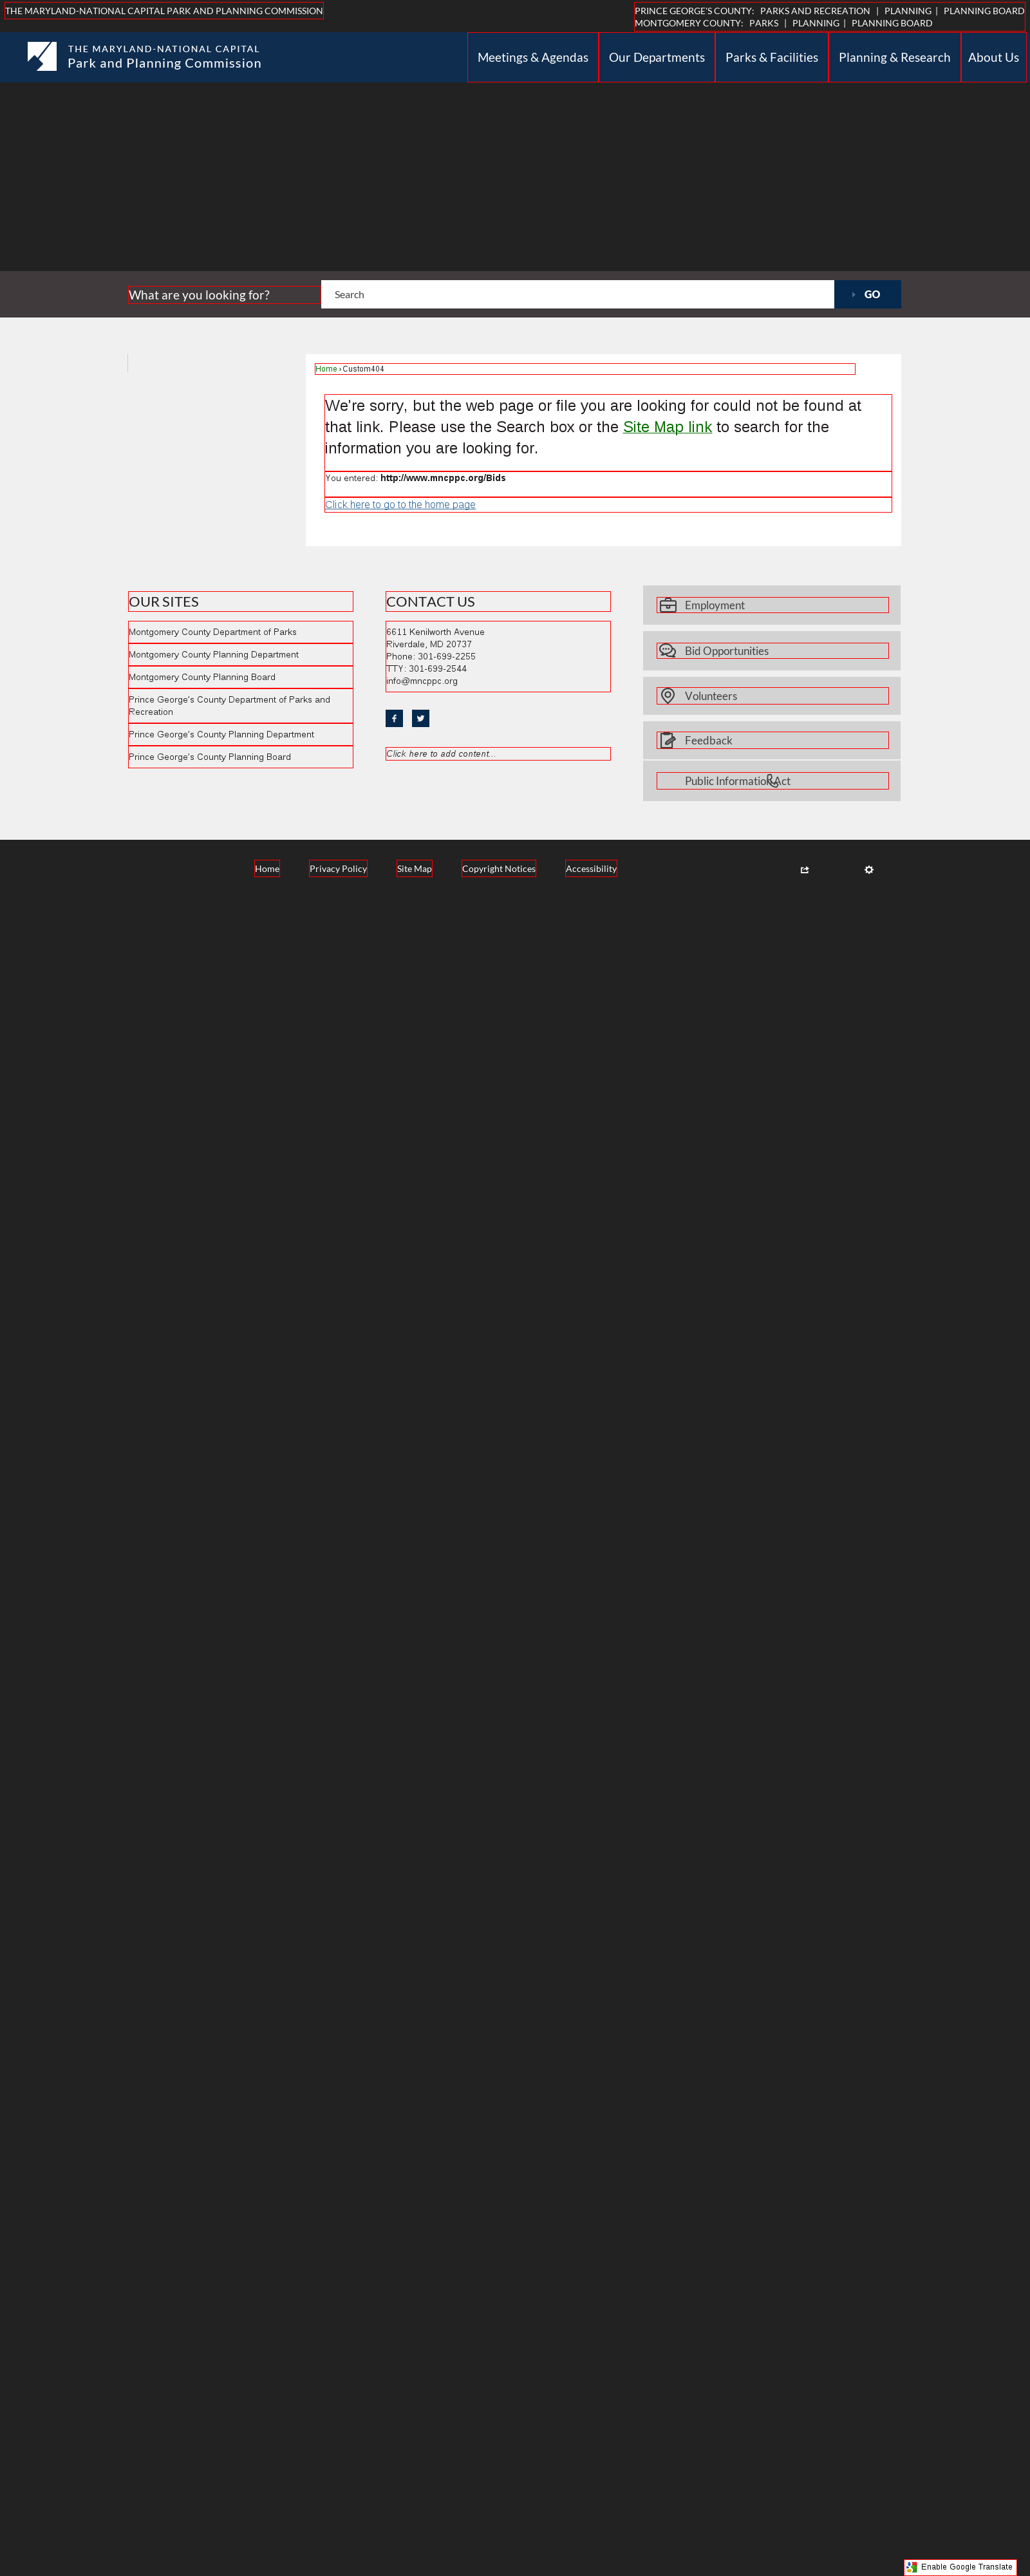 THE MARYLAND-NATIONAL CAPITAL PARK AND PLANNING COMMISSION
PRINCE GEORGE'S COUNTY: PARKS AND RECREATION | PLANNING | PLANNING BOARD
MONTGOMERY COUNTY: PARKS | PLANNING | PLANNING BOARD
THE MARYLAND-NATIONAL CAPITAL
Park and Planning Commission
Meetings & Agendas
Our Departments
Parks & Facilities
Planning & Research
About Us
What are you looking for?
Search
GO
Home › Custom404
We're sorry, but the web page or file you are looking for could not be found at
that link. Please use the Search box or the Site Map link to search for the
information you are looking for.
You entered: http://www.mncppc.org/Bids
Click here to go to the home page
OUR SITES
Montgomery County Department of Parks
Montgomery County Planning Department
Montgomery County Planning Board
Prince George's County Department of Parks and
Recreation
Prince George's County Planning Department
Prince George's County Planning Board
CONTACT US
6611 Kenilworth Avenue
Riverdale, MD 20737
Phone: 301-699-2255
TTY: 301-699-2544
info@mncppc.org
Click here to add content...
Employment
Bid Opportunities
Volunteers
Feedback
Public Information Act
Home
Privacy Policy
Site Map
Copyright Notices
Accessibility
Enable Google Translate